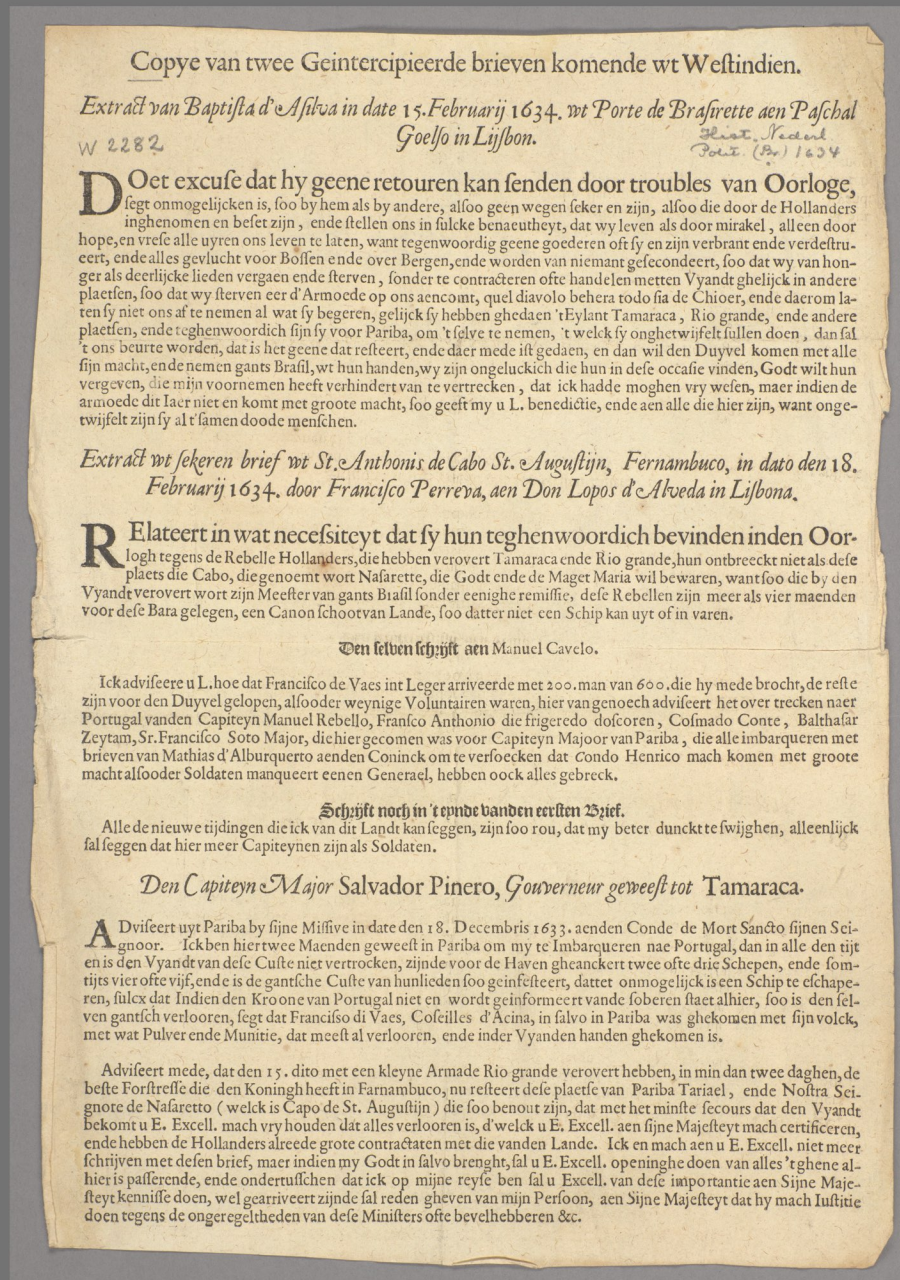 Copye van twee Geintercipieerde brieven komende wt Westindien.
Extract van Baptista d'Asilva in date 15. Februarij 1634. wt Porte de Brasirette aen Paschal
Goelso in Lijsbon.
W 2282
Hist. Nederl
Polit. (Br) 1634
DOet excuse dat hy geene retouren kan senden door troubles van Oorloge,
segt onmogelijcken is, soo by hem als by andere, alsoo geen wegen seker en zijn, alsoo die door de Hollanders
inghenomen en beset zijn, ende stellen ons in sulcke benaeutheyt, dat wy leven als door mirakel, alleen door
hope, en vrese alle uyren ons leven te laten, want tegenwoordig geene goederen oft sy en zijn verbrant ende verdestru-
eert, ende alles gevlucht voor Bossen ende over Bergen, ende worden van niemant gesecondeert, soo dat wy van hon-
ger als deerlijcke lieden vergaen ende sterven, sonder te contracteren ofte handelen metten Vyandt ghelijck in andere
plaetsen, soo dat wy sterven eer d'Armoede op ons aencomt, quel diavolo behera todo sia de Chioer, ende daerom la-
ten sy niet ons af te nemen al wat sy begeren, gelijck sy hebben ghedaen 't Eylant Tamaraca, Rio grande, ende andere
plaetsen, ende teghenwoordich sijn sy voor Pariba, om 't selve te nemen, 't welck sy onghetwijfelt sullen doen, dan sal
't ons beurte worden, dat is het geene dat resteert, ende daer mede ist gedaen, en dan wil den Duyvel komen met alle
sijn macht, ende nemen gants Brasil, wt hun handen, wy zijn ongeluckich die hun in dese occasie vinden, Godt wilt hun
vergeven, die mijn voornemen heeft verhindert van te vertrecken, dat ick hadde moghen vry wesen, maer indien de
armoede dit Iaer niet en komt met groote macht, soo geeft my u L. benedictie, ende aen alle die hier zijn, want onge-
twijfelt zijn sy al t'samen doode menschen.
Extract wt sekeren brief wt St. Anthonis de Cabo St. Augustijn, Fernambuco, in dato den 18.
Februarij 1634. door Francisco Perreva, aen Don Lopos d'Alveda in Lisbona.
RElateert in wat necessiteyt dat sy hun teghenwoordich bevinden inden Oor-
logh tegens de Rebelle Hollanders, die hebben verovert Tamaraca ende Rio grande, hun ontbreeckt niet als dese
plaets die Cabo, die genoemt wort Nasarette, die Godt ende de Maget Maria wil bewaren, want soo die by den
Vyandt verovert wort zijn Meester van gants Brasil sonder eenighe remissie, dese Rebellen zijn meer als vier maenden
voor dese Bara gelegen, een Canon schoot van Lande, soo datter niet een Schip kan uyt of in varen.
Den selven schrijft aen Manuel Cavelo.
Ick adviseere u L. hoe dat Francisco de Vaes int Leger arriveerde met 200. man van 600. die hy mede brocht, de reste
zijn voor den Duyvel gelopen, alsooder weynige Voluntairen waren, hier van genoech adviseert het over trecken naer
Portugal vanden Capiteyn Manuel Rebello, Fransco Anthonio die frigeredo doscoren, Cosmado Conte, Balthasar
Zeytam, Sr. Francisco Soto Major, die hier gecomen was voor Capiteyn Majoor van Pariba, die alle imbarqueren met
brieven van Mathias d'Alburquerto aenden Coninck om te versoecken dat Condo Henrico mach komen met groote
macht alsooder Soldaten manqueert eenen Generael, hebben oock alles gebreck.
Schrijft noch in 't eynde vanden eersten Brief.
Alle de nieuwe tijdingen die ick van dit Landt kan seggen, zijn soo rou, dat my beter dunckt te swijghen, alleenlijck
sal seggen dat hier meer Capiteynen zijn als Soldaten.
Den Capiteyn Major Salvador Pinero, Gouverneur geweest tot Tamaraca.
ADviseert uyt Pariba by sijne Missive in date den 18. Decembris 1633. aenden Conde de Mort Sancto sijnen Sei-
gnoor. Ick ben hier twee Maenden geweest in Pariba om my te Imbarqueren nae Portugal, dan in alle den tijt
en is den Vyandt van dese Custe niet vertrocken, zijnde voor de Haven gheanckert twee ofte drie Schepen, ende som-
tijts vier ofte vijf, ende is de gantsche Custe van hunlieden soo geinfesteert, dattet onmogelijck is een Schip te eschape-
ren, sulcx dat Indien den Kroone van Portugal niet en wordt geinformeert vande soberen staet alhier, soo is den sel-
ven gantsch verlooren, segt dat Francisso di Vaes, Coseilles d'Acina, in salvo in Pariba was ghekomen met sijn volck,
met wat Pulver ende Munitie, dat meest al verlooren, ende inder Vyanden handen ghekomen is.
Adviseert mede, dat den 15. dito met een kleyne Armade Rio grande verovert hebben, in min dan twee daghen, de
beste Forstresse die den Koningh heeft in Farnambuco, nu resteert dese plaetse van Pariba Tariael, ende Nostra Sei-
gnore de Nasaretto (welck is Capo de St. Augustijn) die soo benout zijn, dat met het minste secours dat den Vyandt
bekomt u E. Excell. mach vry houden dat alles verlooren is, d'welck u E. Excell. aen sijne Majesteyt mach certificeren,
ende hebben de Hollanders alreede grote contractaten met die vanden Lande. Ick en mach aen u E. Excell. niet meer
schrijven met desen brief, maer indien my Godt in salvo brenght, sal u E. Excell. openinghe doen van alles 't ghene al-
hier is passerende, ende ondertusschen dat ick op mijne reyse ben sal u Excell. van dese importantie aen Sijne Maje-
steyt kennisse doen, wel gearriveert zijnde sal reden gheven van mijn Persoon, aen Sijne Majesteyt dat hy mach Iustitie
doen tegens de ongeregeltheden van dese Ministers ofte bevelhebberen &c.